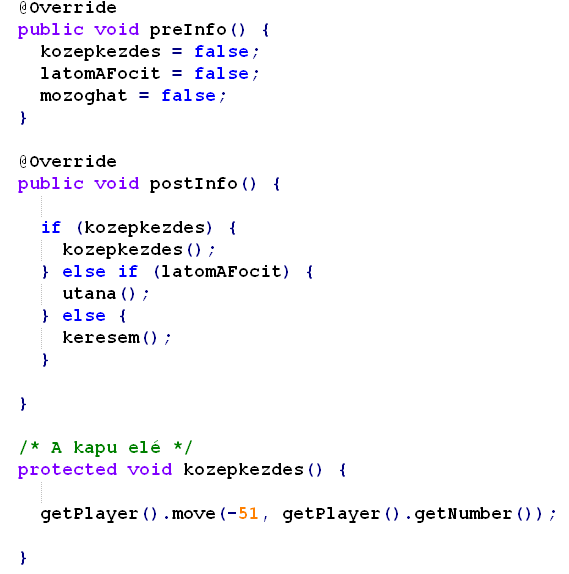 @Override
public void preInfo() {
kozepkezdes = false;
latomAFocit = false;
mozoghat = false;
}
@Override
public void postInfo() {
if (kozepkezdes) {
kozepkezdes();
} else if (latomAFocit) {
utana();
} else {
keresem();
}
}
/* A kapu elé */
protected void kozepkezdes() {
getPlayer().move(-51, getPlayer().getNumber());
}